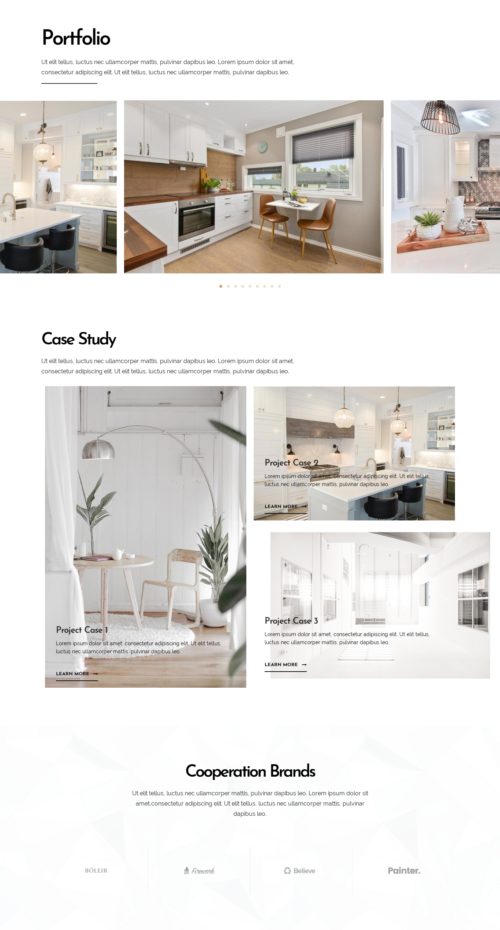 Portfolio
Ut elit tellus, luctus nec ullamcorper mattis, pulvinar dapibus leo. Lorem ipsum dolor sit amet,
consectetur adipiscing elit. Ut elit tellus, luctus nec ullamcorper mattis, pulvinar dapibus leo.
Case Study
Ut elit tellus, luctus nec ullamcorper mattis, pulvinar dapibus leo. Lorem ipsum dolor sit amet,
consectetur adipiscing elit. Ut elit tellus, luctus nec ullamcorper mattis, pulvinar dapibus leo.
Project Case 2
Lorem ipsum dolor sit amet, consectetur adipiscing elit. Ut elit tellus,
luctus nec ullamcorper mattis, pulvinar dapibus leo.
LEARN MORE →
Project Case 1
Lorem ipsum dolor sit amet, consectetur adipiscing elit. Ut elit tellus,
luctus nec ullamcorper mattis, pulvinar dapibus leo.
LEARN MORE →
Project Case 3
Lorem ipsum dolor sit amet, consectetur adipiscing elit. Ut elit tellus,
luctus nec ullamcorper mattis, pulvinar dapibus leo.
LEARN MORE →
Cooperation Brands
Ut elit tellus, luctus nec ullamcorper mattis, pulvinar dapibus leo. Lorem ipsum dolor sit
amet,consectetur adipiscing elit. Ut elit tellus, luctus nec ullamcorper mattis, pulvinar
dapibus leo.
Firework
Believe
Painter.